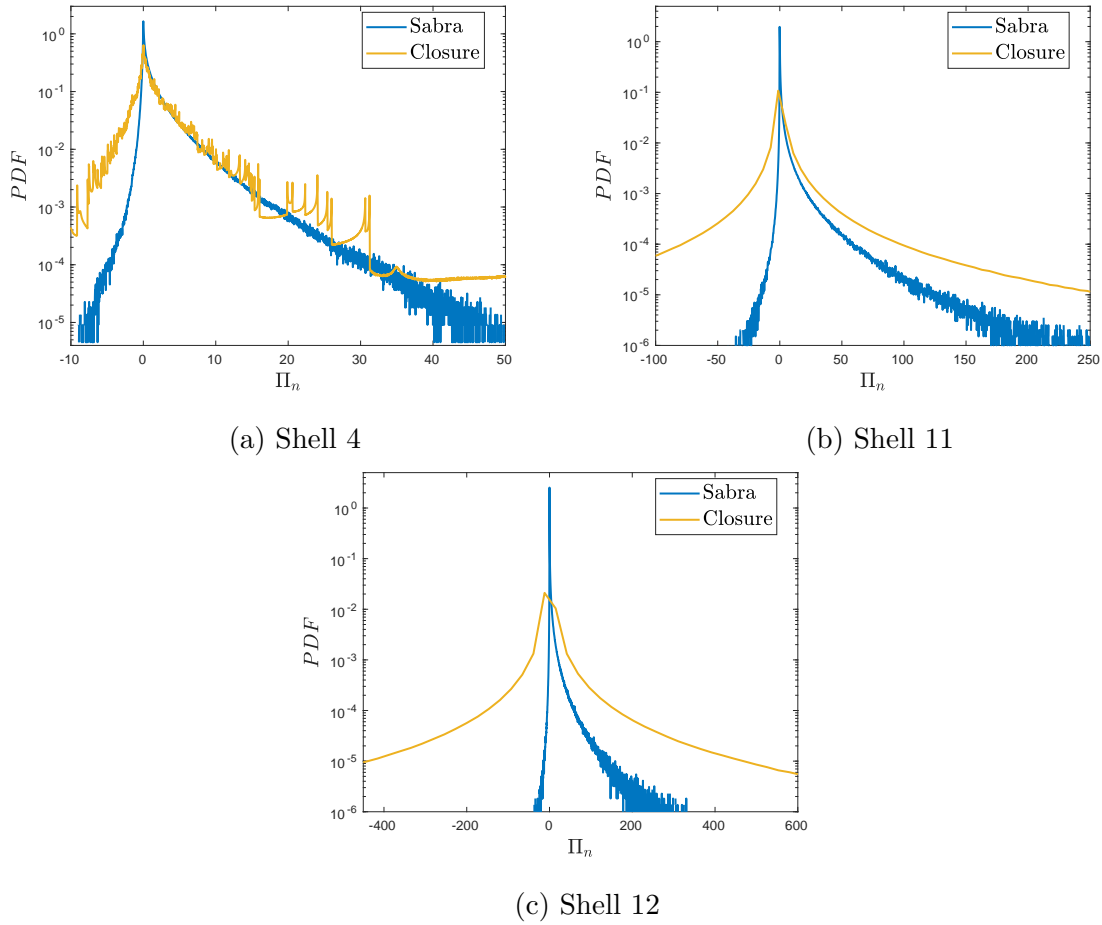 Sabra
Closure
PDF
10^0
10^-1
10^-2
10^-3
10^-4
10^-5
-10 0 10 20 30 40 50
Π_n
(a) Shell 4
Sabra
Closure
PDF
10^0
10^-1
10^-2
10^-3
10^-4
10^-5
10^-6
-100 -50 0 50 100 150 200 250
Π_n
(b) Shell 11
Sabra
Closure
PDF
10^0
10^-1
10^-2
10^-3
10^-4
10^-5
10^-6
-400 -200 0 200 400 600
Π_n
(c) Shell 12